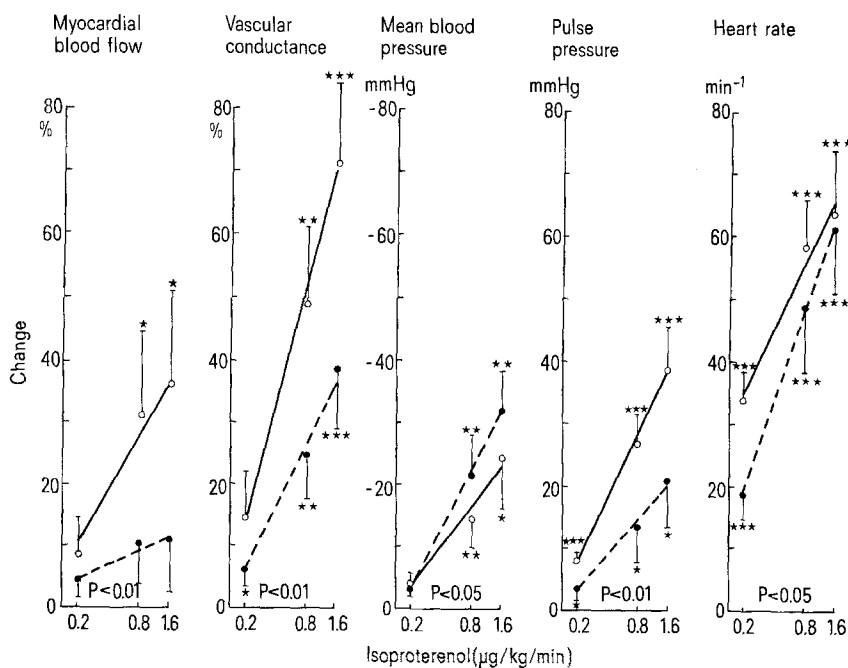 Myocardial blood flow
Vascular conductance
Mean blood pressure
Pulse pressure
Heart rate
% mmHg mmHg min⁻¹
80 80 -80 80 80
60 60 -60 60 60
40 40 -40 40 40
20 20 -20 20 20
0 0 0 0 0
Change
★ ★
★★ ★★★
★ ★★ ★★★
★★ ★★
★★ ★
★★★ ★★★ ★★★
★ ★ ★
★★★ ★★★ ★★★
★★★ ★★★ ★★★
P<0.01 P<0.01 P<0.05 P<0.01 P<0.05
0.2 0.8 1.6 0.2 0.8 1.6 0.2 0.8 1.6 0.2 0.8 1.6 0.2 0.8 1.6
Isoproterenol(µg/kg/min)